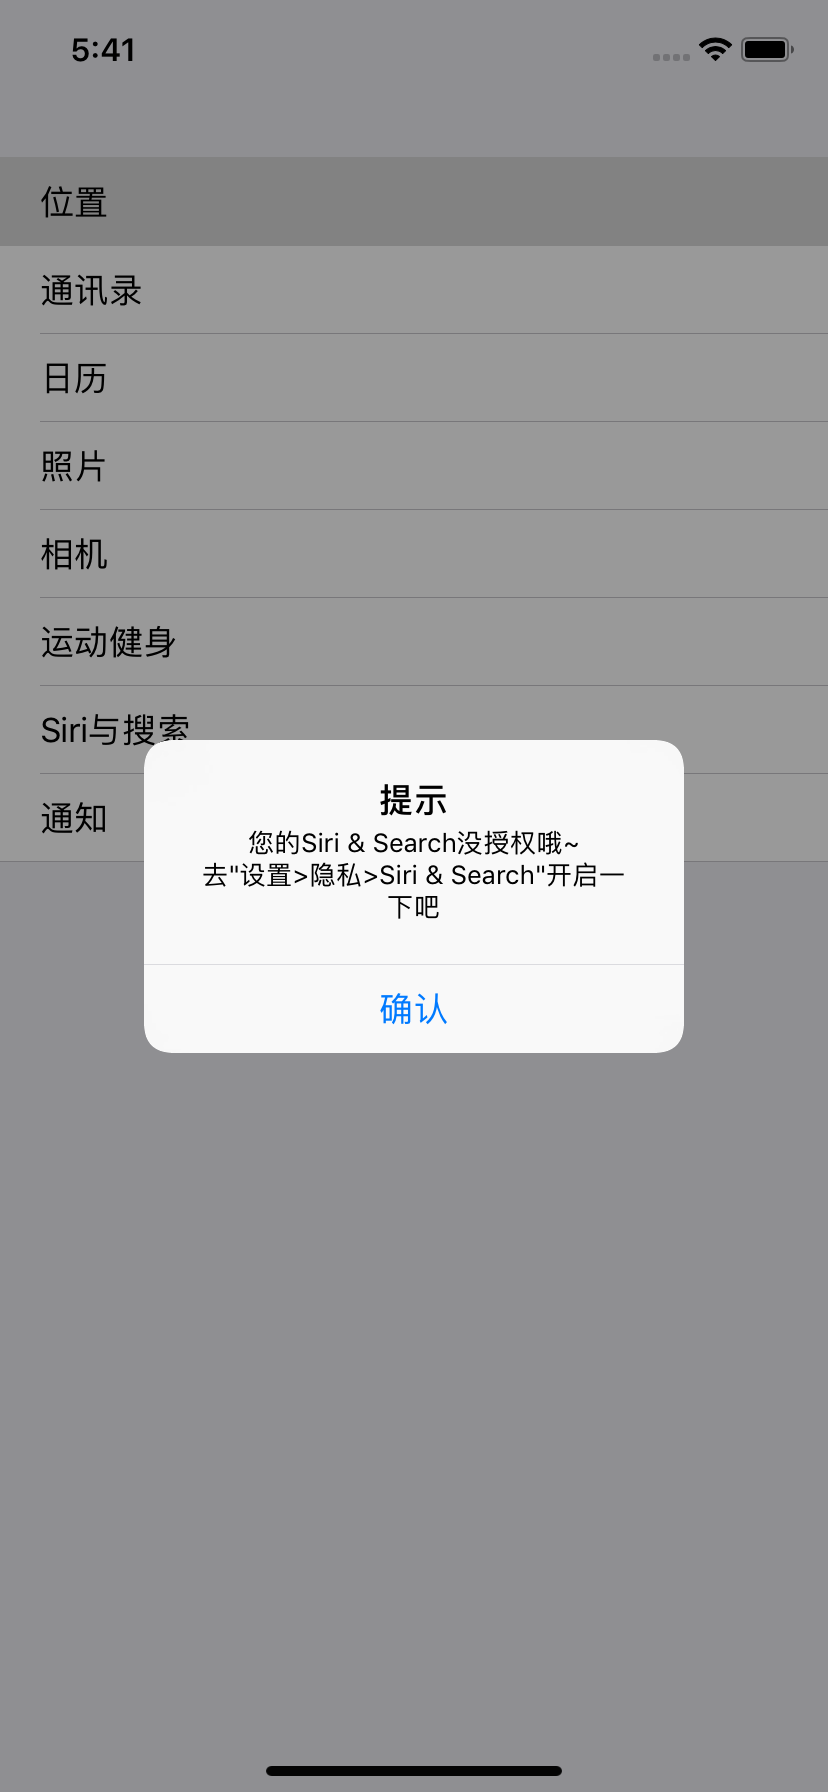 5:41
位置
通讯录
日历
照片
相机
运动健身
Siri与搜索
通知
提示
您的Siri & Search没授权哦~
去"设置>隐私>Siri & Search"开启一
下吧
确认